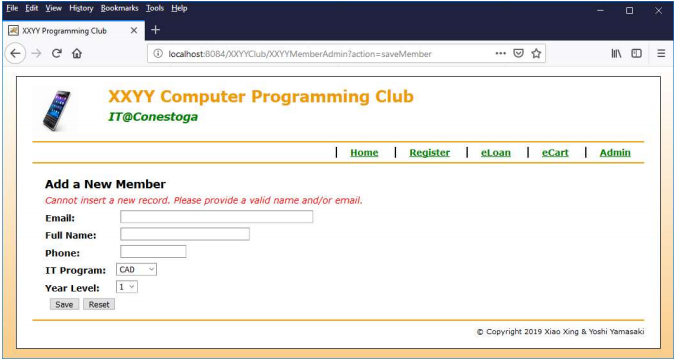 File Edit View History Bookmarks Tools Help
XXYY Programming Club
localhost:8084/XXYYClub/XXYYMemberAdmin?action=saveMember
XXYY Computer Programming Club
IT@Conestoga
Home | Register | eLoan | eCart | Admin
Add a New Member
Cannot insert a new record. Please provide a valid name and/or email.
Email:
Full Name:
Phone:
IT Program: CAD
Year Level: 1
Save Reset
© Copyright 2019 Xiao Xing & Yoshi Yamasaki